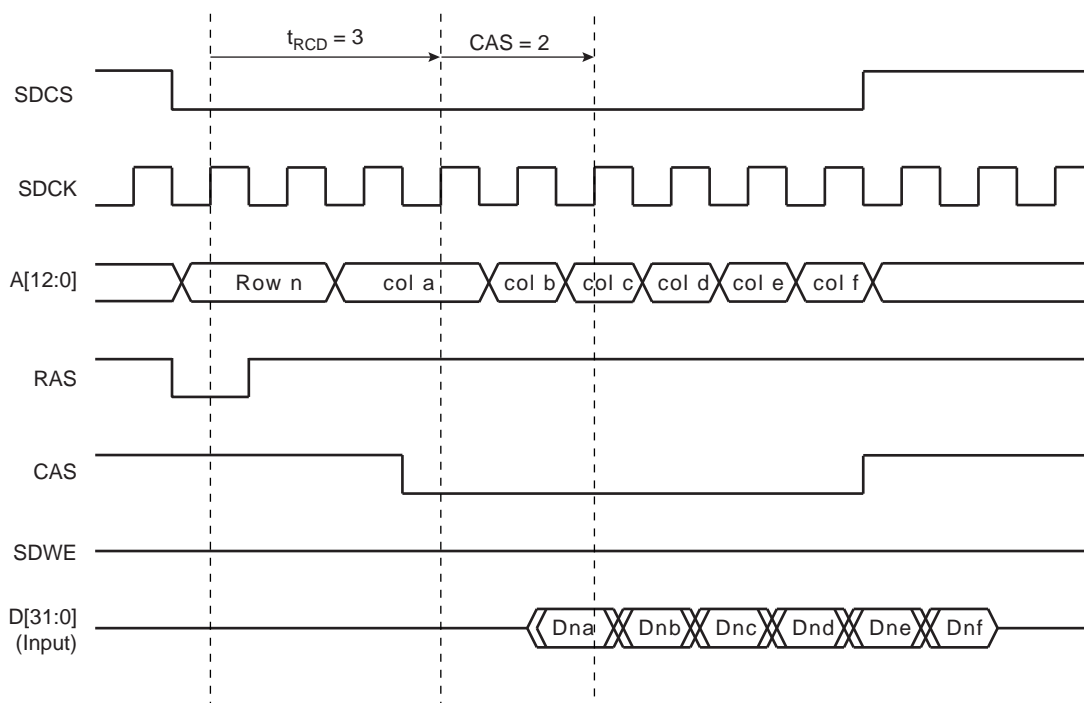 t_RCD = 3 CAS = 2
SDCS
SDCK
A[12:0] Row n col a col b col c col d col e col f
RAS
CAS
SDWE
D[31:0]
(Input) Dna Dnb Dnc Dnd Dne Dnf